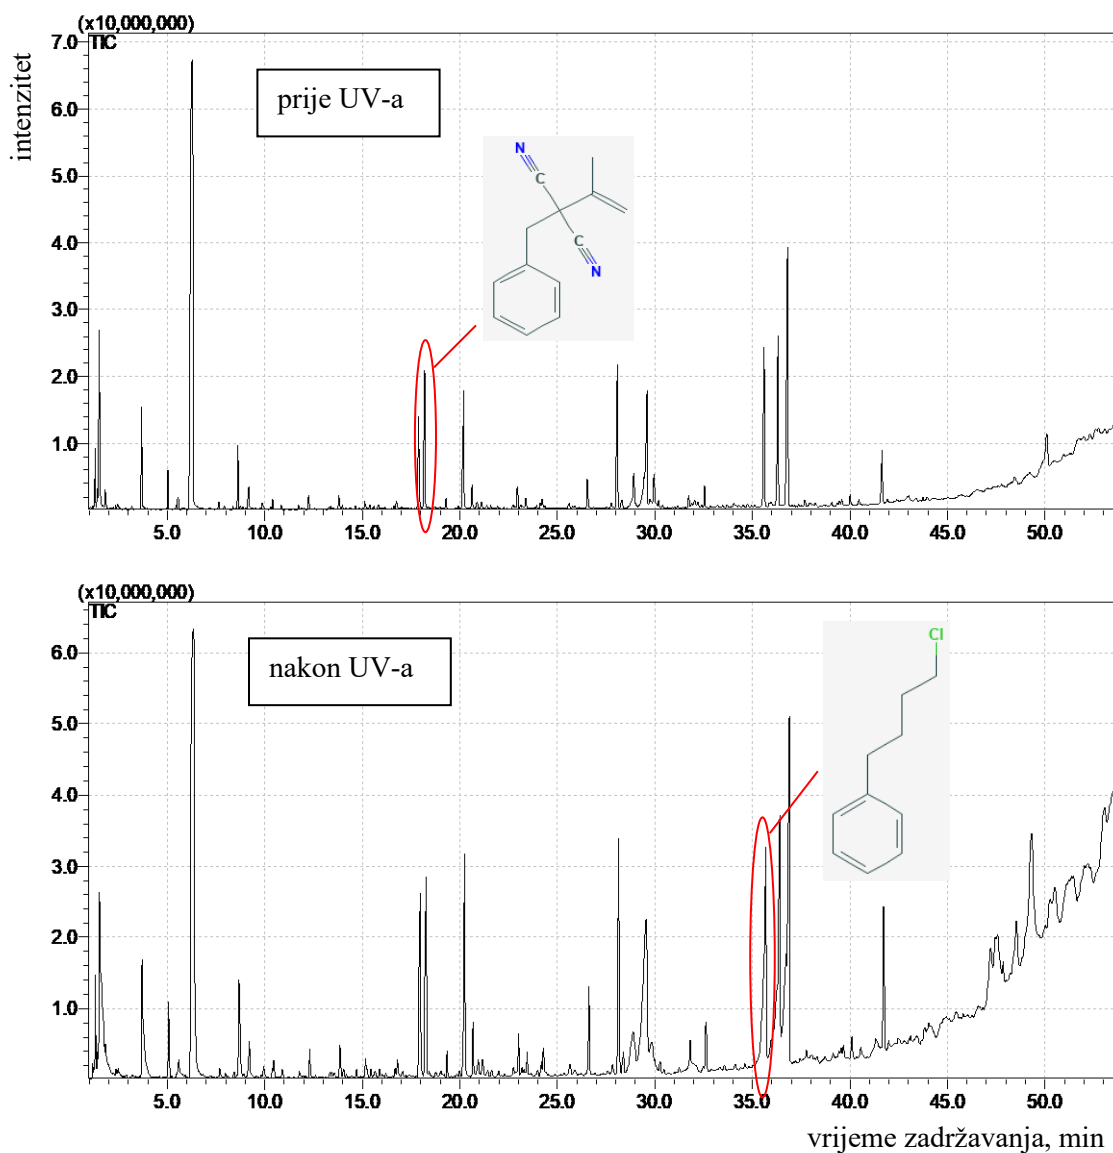 (x10,000,000)
7.0 TIC
6.0
5.0
4.0
3.0
2.0
1.0
intenzitet
prije UV-a
N
C
C
N
5.0 10.0 15.0 20.0 25.0 30.0 35.0 40.0 45.0 50.0
(x10,000,000)
TIC
6.0
5.0
4.0
3.0
2.0
1.0
nakon UV-a
Cl
5.0 10.0 15.0 20.0 25.0 30.0 35.0 40.0 45.0 50.0
vrijeme zadržavanja, min